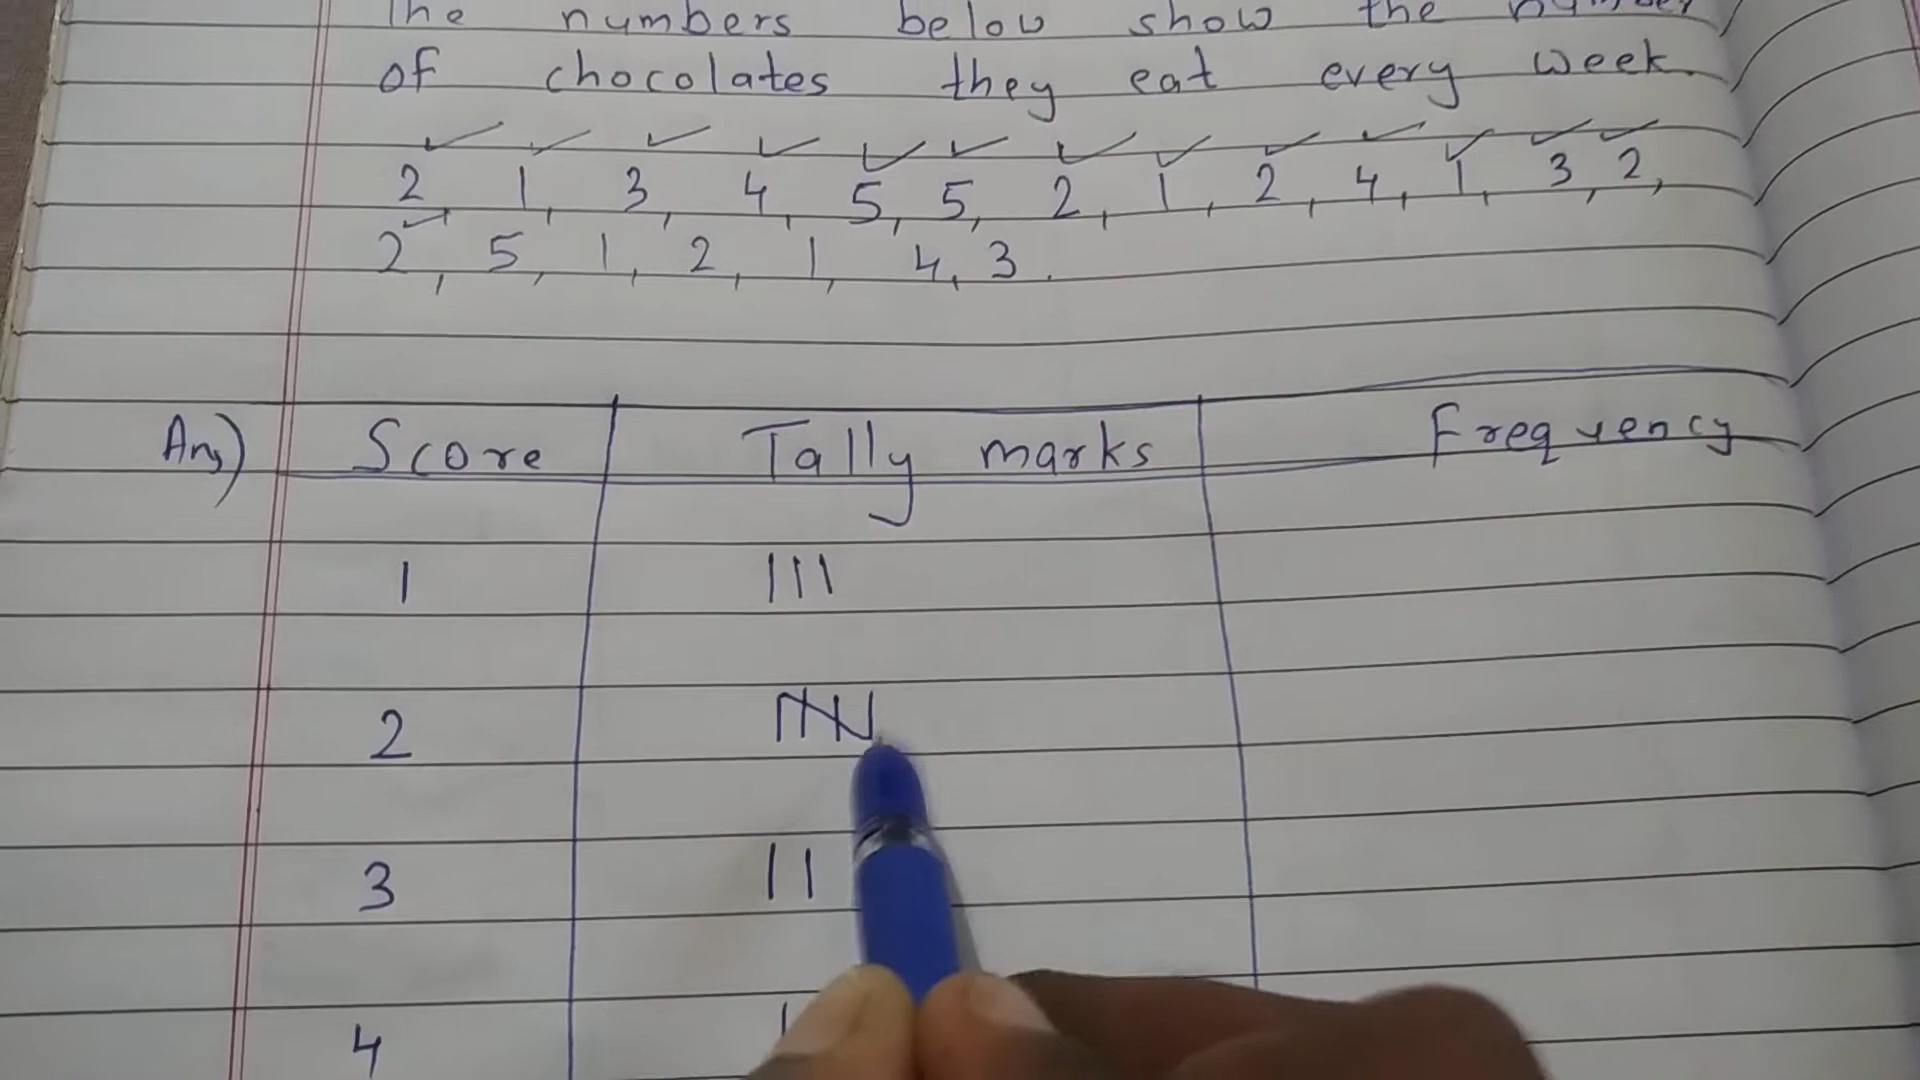 The numbers below show the number
of chocolates they eat every week.
2, 1, 3, 4, 5, 5, 2, 1, 2, 4, 1, 3, 2,
2, 5, 1, 2, 1, 4, 3.
Ans) Score Tally marks Frequency
1 |||
2
3 ||
4